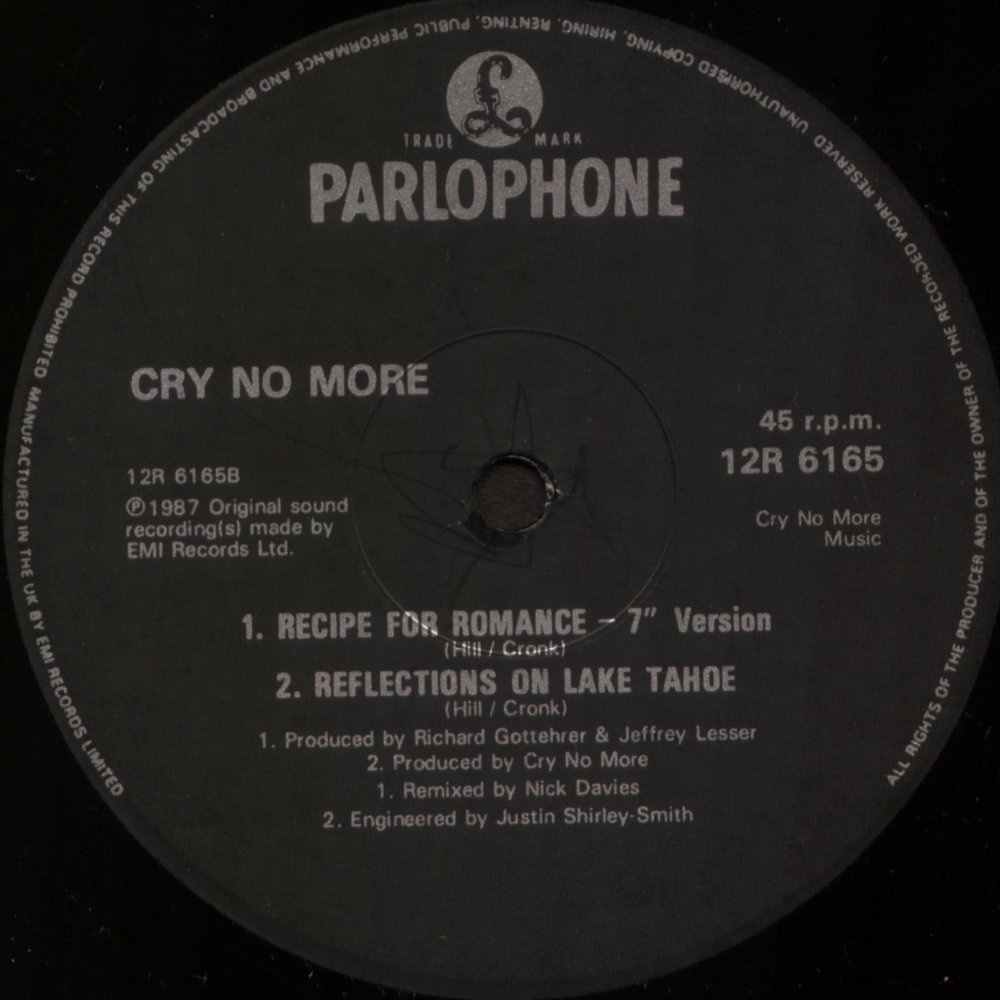 ALL RIGHTS OF THE PRODUCER AND OF THE OWNER OF THE RECORDED WORK RESERVED UNAUTHORISED COPYING, HIRING, RENTING, PUBLIC PERFORMANCE AND BROADCASTING OF THIS RECORD PROHIBITED MANUFACTURED IN THE UK BY EMI RECORDS LIMITED
£
TRADE MARK
PARLOPHONE
CRY NO MORE
45 r.p.m.
12R 6165
12R 6165B
℗1987 Original sound
recording(s) made by
EMI Records Ltd.
Cry No More
Music
1. RECIPE FOR ROMANCE – 7" Version
(Hill / Cronk)
2. REFLECTIONS ON LAKE TAHOE
(Hill / Cronk)
1. Produced by Richard Gottehrer & Jeffrey Lesser
2. Produced by Cry No More
1. Remixed by Nick Davies
2. Engineered by Justin Shirley-Smith